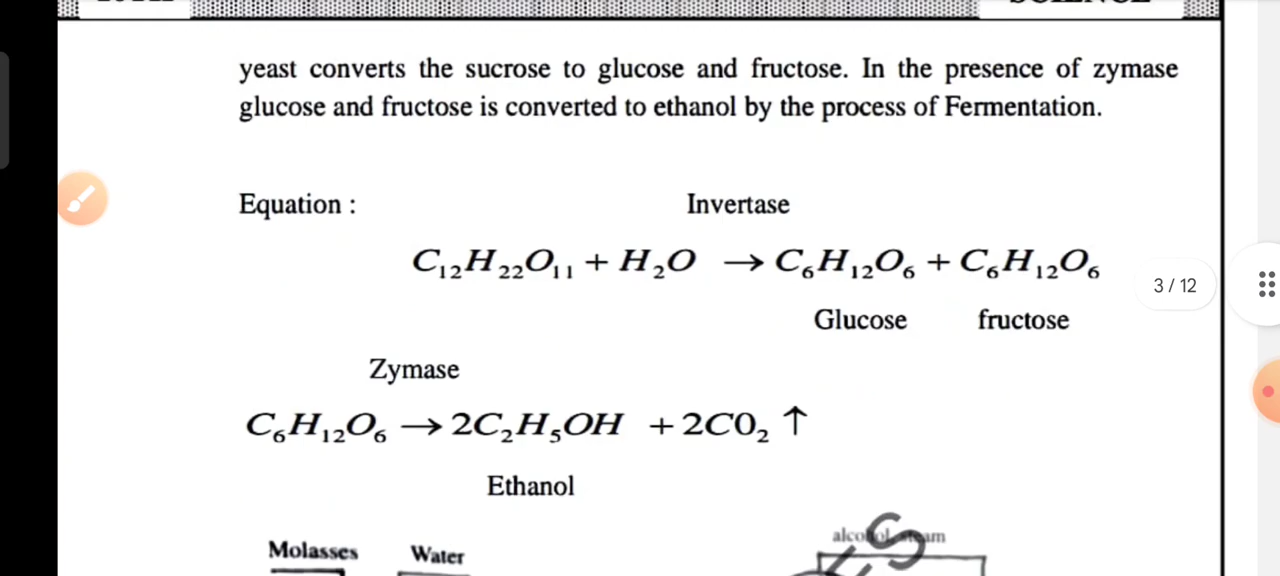 yeast converts the sucrose to glucose and fructose. In the presence of zymase
glucose and fructose is converted to ethanol by the process of Fermentation.
Equation : Invertase
C₁₂H₂₂O₁₁ + H₂O → C₆H₁₂O₆ + C₆H₁₂O₆
3 / 12
Glucose fructose
Zymase
C₆H₁₂O₆ → 2C₂H₅OH + 2C0₂ ↑
Ethanol
Molasses Water